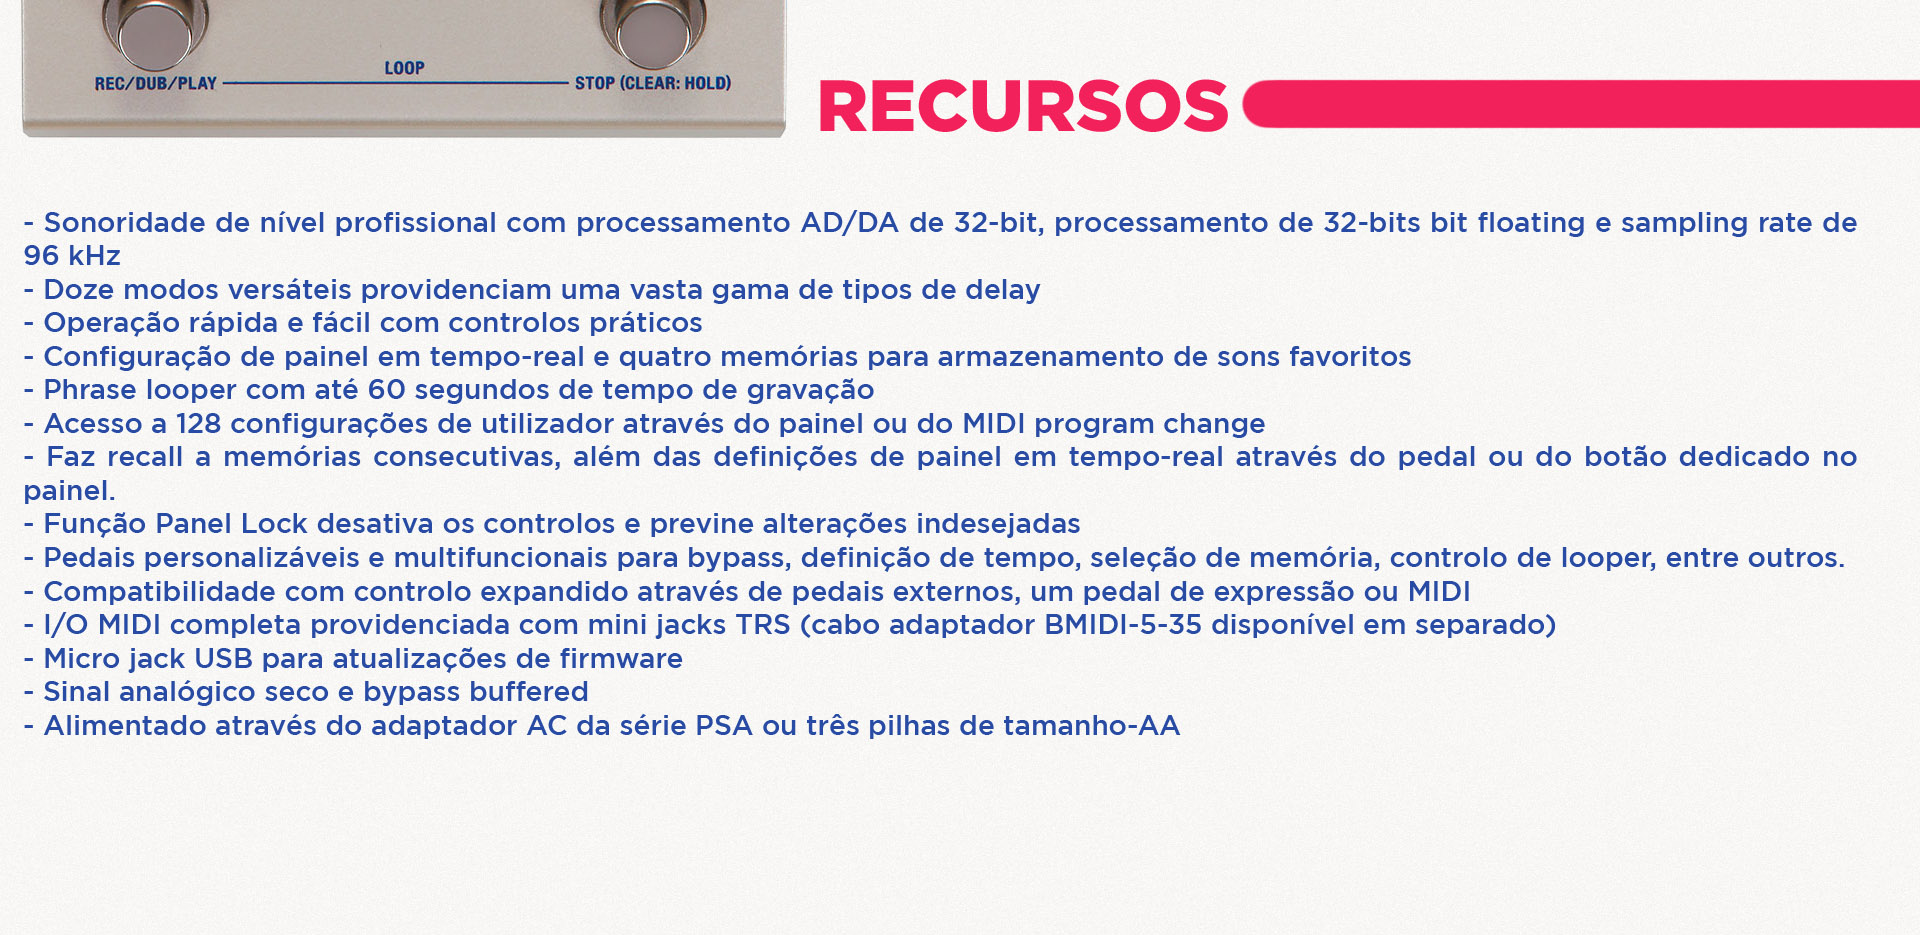 LOOP
REC/DUB/PLAY STOP (CLEAR: HOLD)
RECURSOS
- Sonoridade de nível profissional com processamento AD/DA de 32-bit, processamento de 32-bits bit floating e sampling rate de
96 kHz
- Doze modos versáteis providenciam uma vasta gama de tipos de delay
- Operação rápida e fácil com controlos práticos
- Configuração de painel em tempo-real e quatro memórias para armazenamento de sons favoritos
- Phrase looper com até 60 segundos de tempo de gravação
- Acesso a 128 configurações de utilizador através do painel ou do MIDI program change
- Faz recall a memórias consecutivas, além das definições de painel em tempo-real através do pedal ou do botão dedicado no
painel.
- Função Panel Lock desativa os controlos e previne alterações indesejadas
- Pedais personalizáveis e multifuncionais para bypass, definição de tempo, seleção de memória, controlo de looper, entre outros.
- Compatibilidade com controlo expandido através de pedais externos, um pedal de expressão ou MIDI
- I/O MIDI completa providenciada com mini jacks TRS (cabo adaptador BMIDI-5-35 disponível em separado)
- Micro jack USB para atualizações de firmware
- Sinal analógico seco e bypass buffered
- Alimentado através do adaptador AC da série PSA ou três pilhas de tamanho-AA